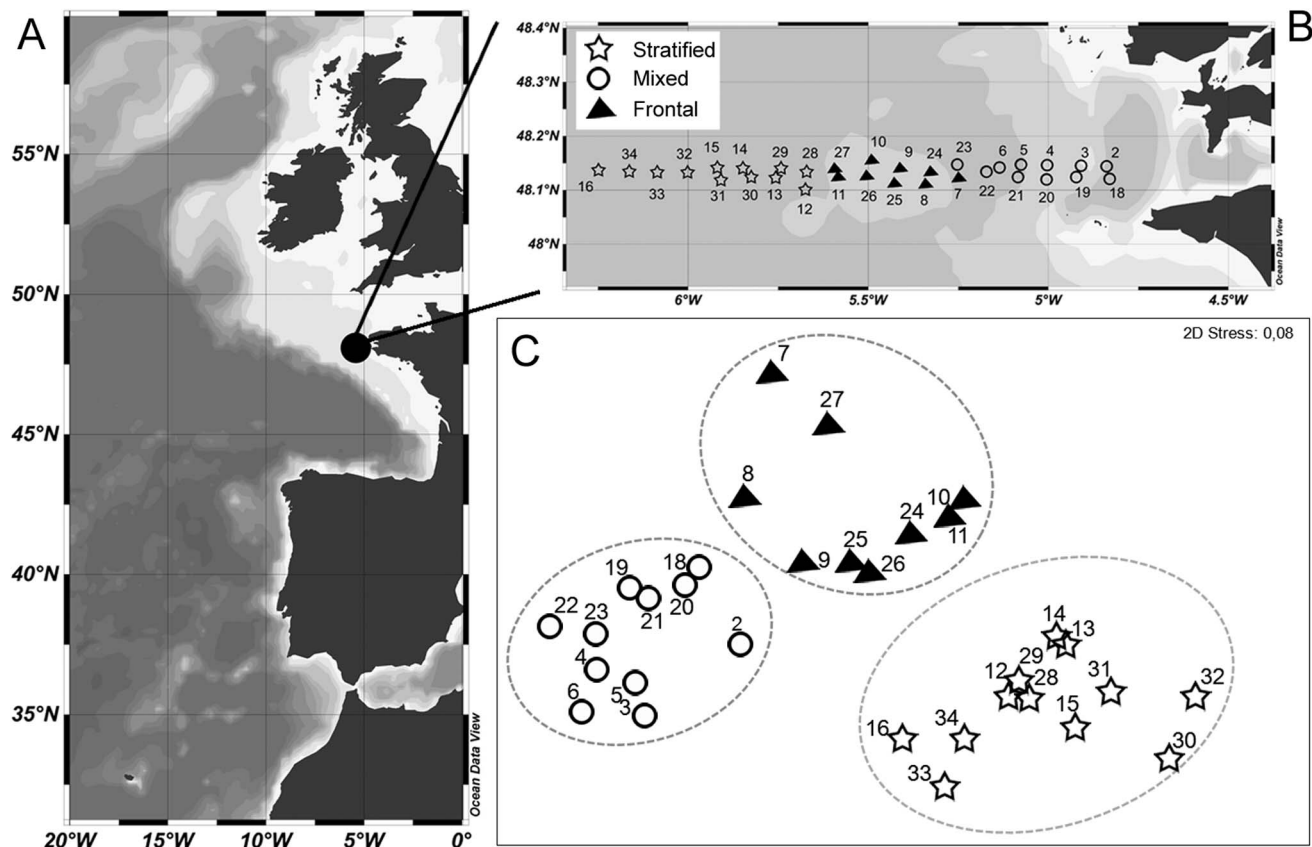 A
55°N
50°N
45°N
40°N
35°N
20°W 15°W 10°W 5°W 0°
Ocean Data View
B
48.4°N
48.3°N
48.2°N
48.1°N
48°N
Stratified
Mixed
Frontal
34 32 15 14 29 28 27 10 9 24 23 6 5 4 3 2
16 33 31 30 13 12 11 26 25 8 7 22 21 20 19 18
6°W 5.5°W 5°W 4.5°W
Ocean Data View
C
2D Stress: 0,08
7
27
8
10
24
11
25
9 26
18
19
20
21
22 23
2
4
5
6 3
14
13
29
12 28
31 32
15
16 34
30
33